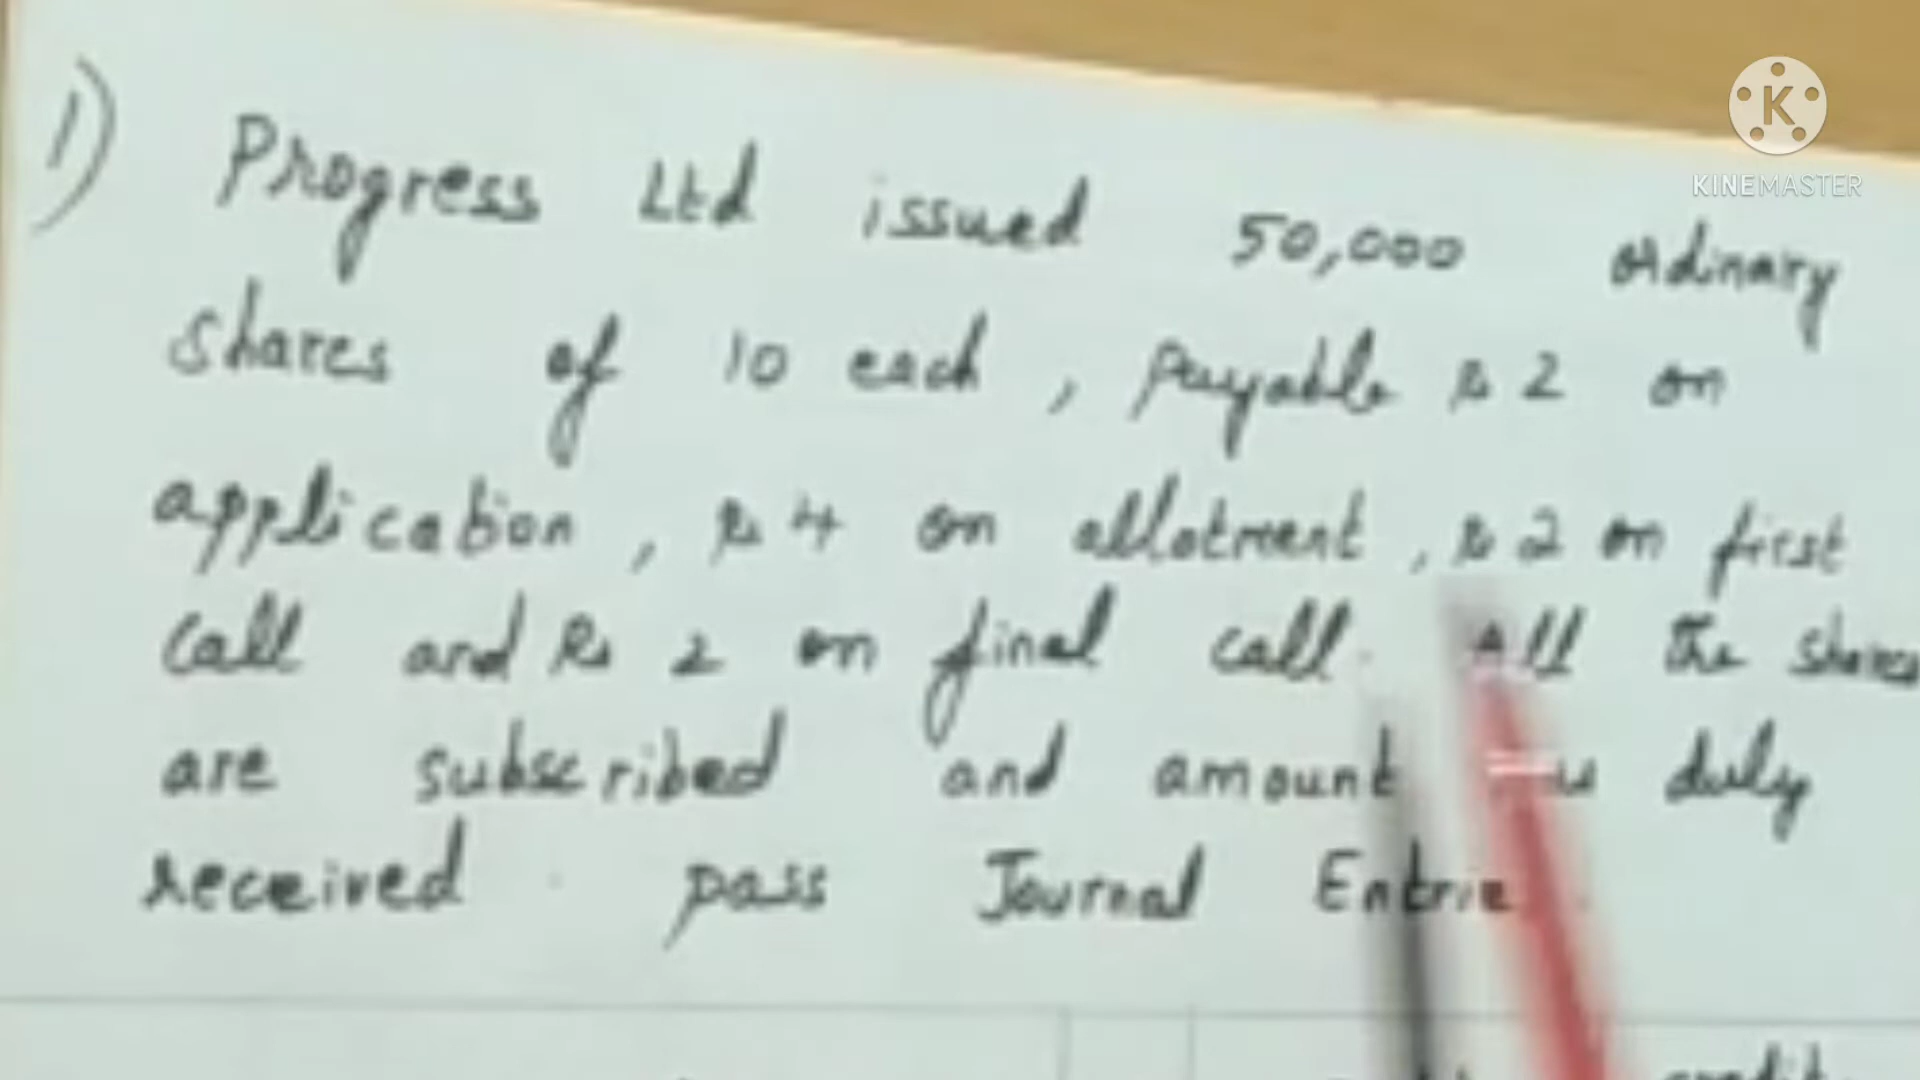 1) Progress Ltd issued 50,000 ordinary
shares of 10 each, payable Rs 2 on
application, Rs 4 on allotment, Rs 2 on first
call and Rs 2 on final call. All the shares
are subscribed and amount duly
received. pass Journal Entrie
credit
KINEMASTER